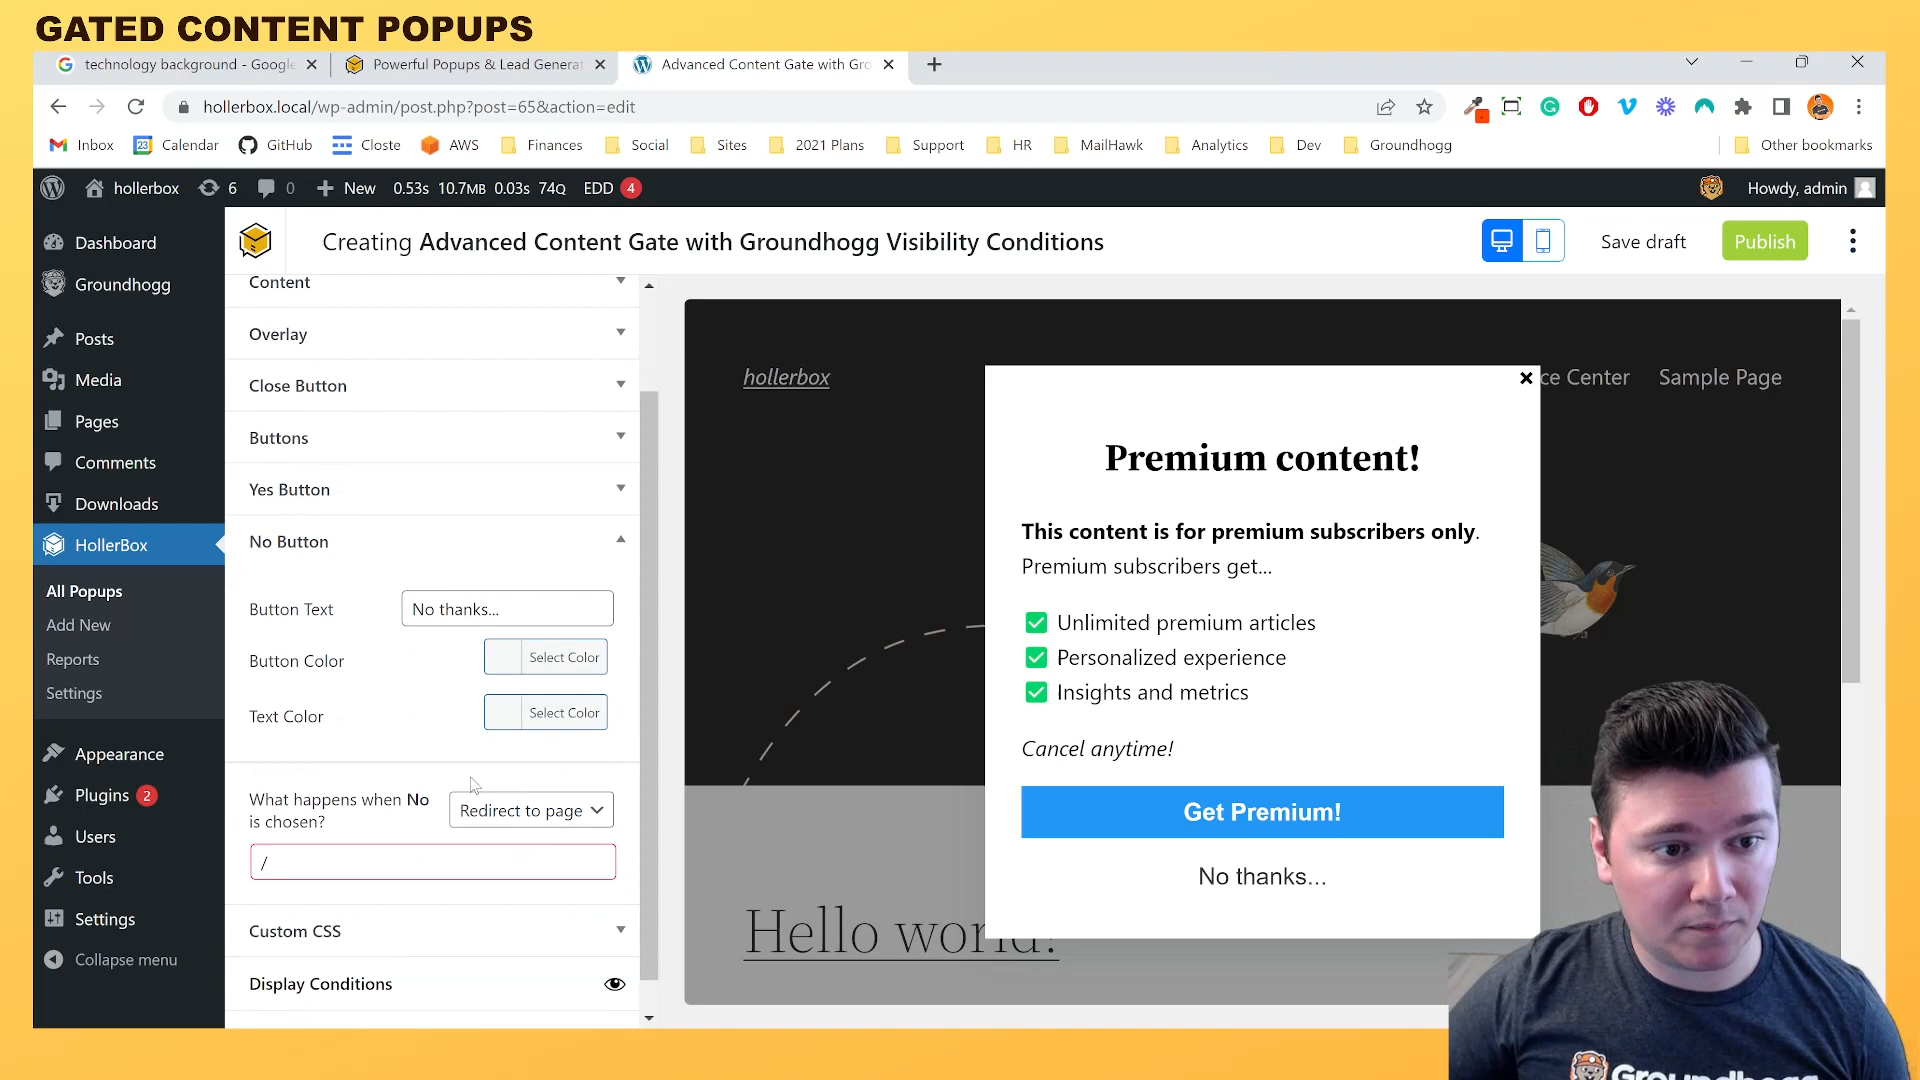 GATED CONTENT POPUPS
technology background - Google
Powerful Popups & Lead Generat
Advanced Content Gate with Gro
hollerbox.local/wp-admin/post.php?post=65&action=edit
Inbox
23 Calendar
GitHub
Closte
AWS
Finances
Social
Sites
2021 Plans
Support
HR
MailHawk
Analytics
Dev
Groundhogg
Other bookmarks
hollerbox
6
0
New
0.53s 10.7MB 0.03s 74Q
EDD 4
Howdy, admin
Dashboard
Groundhogg
Posts
Media
Pages
Comments
Downloads
HollerBox
All Popups
Add New
Reports
Settings
Appearance
Plugins 2
Users
Tools
Settings
Collapse menu
Creating Advanced Content Gate with Groundhogg Visibility Conditions
Save draft
Publish
Content
Overlay
Close Button
Buttons
Yes Button
No Button
Button Text
No thanks...
Button Color
Select Color
Text Color
Select Color
What happens when No
is chosen?
Redirect to page
/
Custom CSS
Display Conditions
hollerbox
ce Center
Sample Page
Premium content!
This content is for premium subscribers only.
Premium subscribers get...
Unlimited premium articles
Personalized experience
Insights and metrics
Cancel anytime!
Get Premium!
No thanks...
Hello world!
Groundhogg